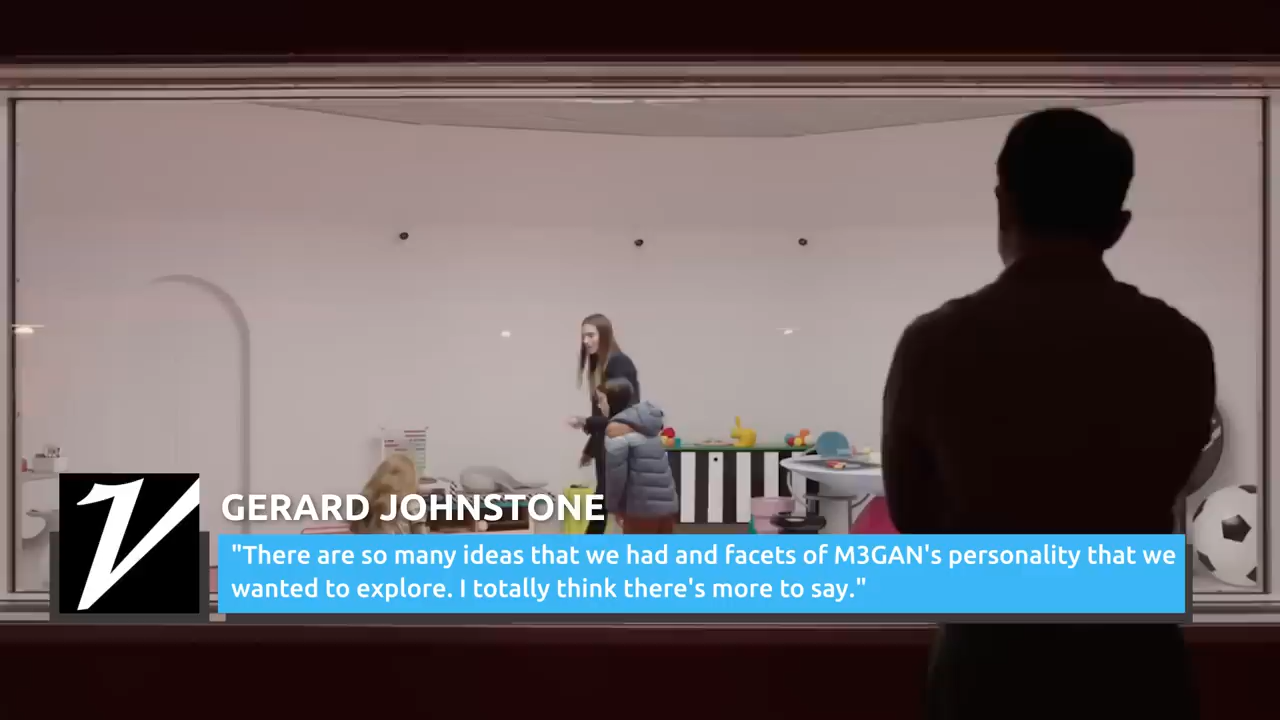 V
GERARD JOHNSTONE
"There are so many ideas that we had and facets of M3GAN's personality that we
wanted to explore. I totally think there's more to say."